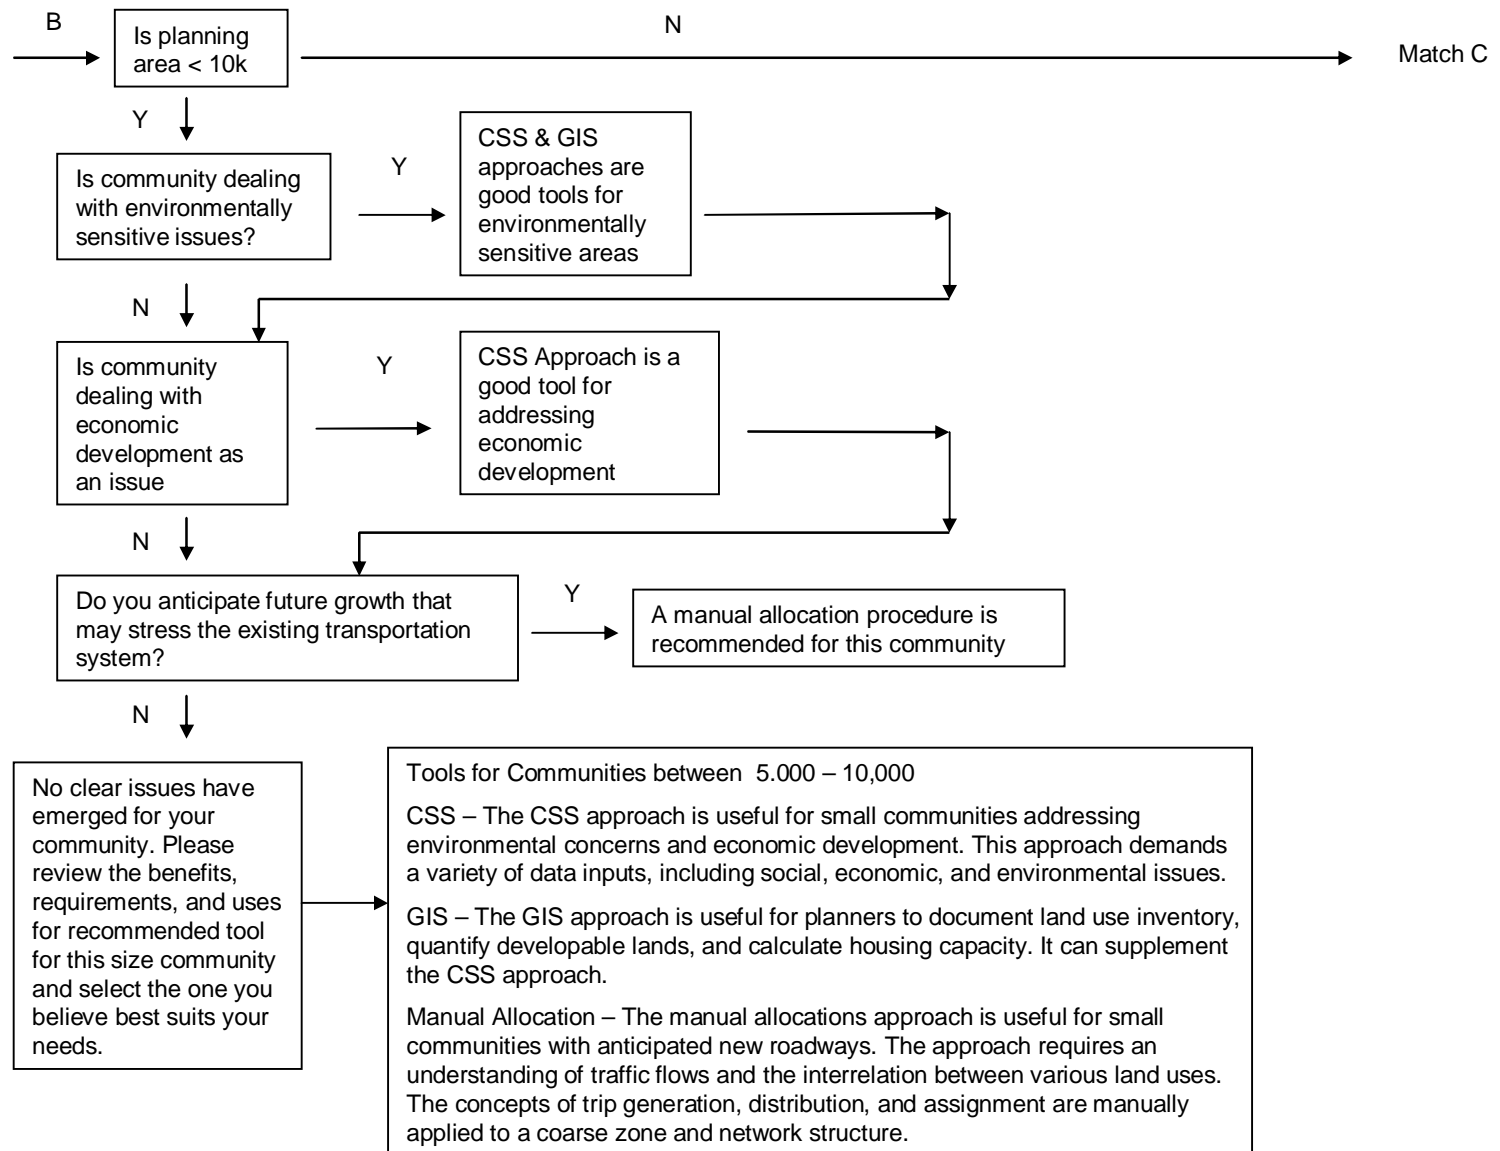 B
Is planning
area < 10k
N
Match C
Y
Is community dealing
with environmentally
sensitive issues?
Y
CSS & GIS
approaches are
good tools for
environmentally
sensitive areas
N
Is community
dealing with
economic
development as
an issue
Y
CSS Approach is a
good tool for
addressing
economic
development
N
Do you anticipate future growth that
may stress the existing transportation
system?
Y
A manual allocation procedure is
recommended for this community
N
No clear issues have
emerged for your
community. Please
review the benefits,
requirements, and uses
for recommended tool
for this size community
and select the one you
believe best suits your
needs.
Tools for Communities between 5.000 – 10,000
CSS – The CSS approach is useful for small communities addressing
environmental concerns and economic development. This approach demands
a variety of data inputs, including social, economic, and environmental issues.
GIS – The GIS approach is useful for planners to document land use inventory,
quantify developable lands, and calculate housing capacity. It can supplement
the CSS approach.
Manual Allocation – The manual allocations approach is useful for small
communities with anticipated new roadways. The approach requires an
understanding of traffic flows and the interrelation between various land uses.
The concepts of trip generation, distribution, and assignment are manually
applied to a coarse zone and network structure.